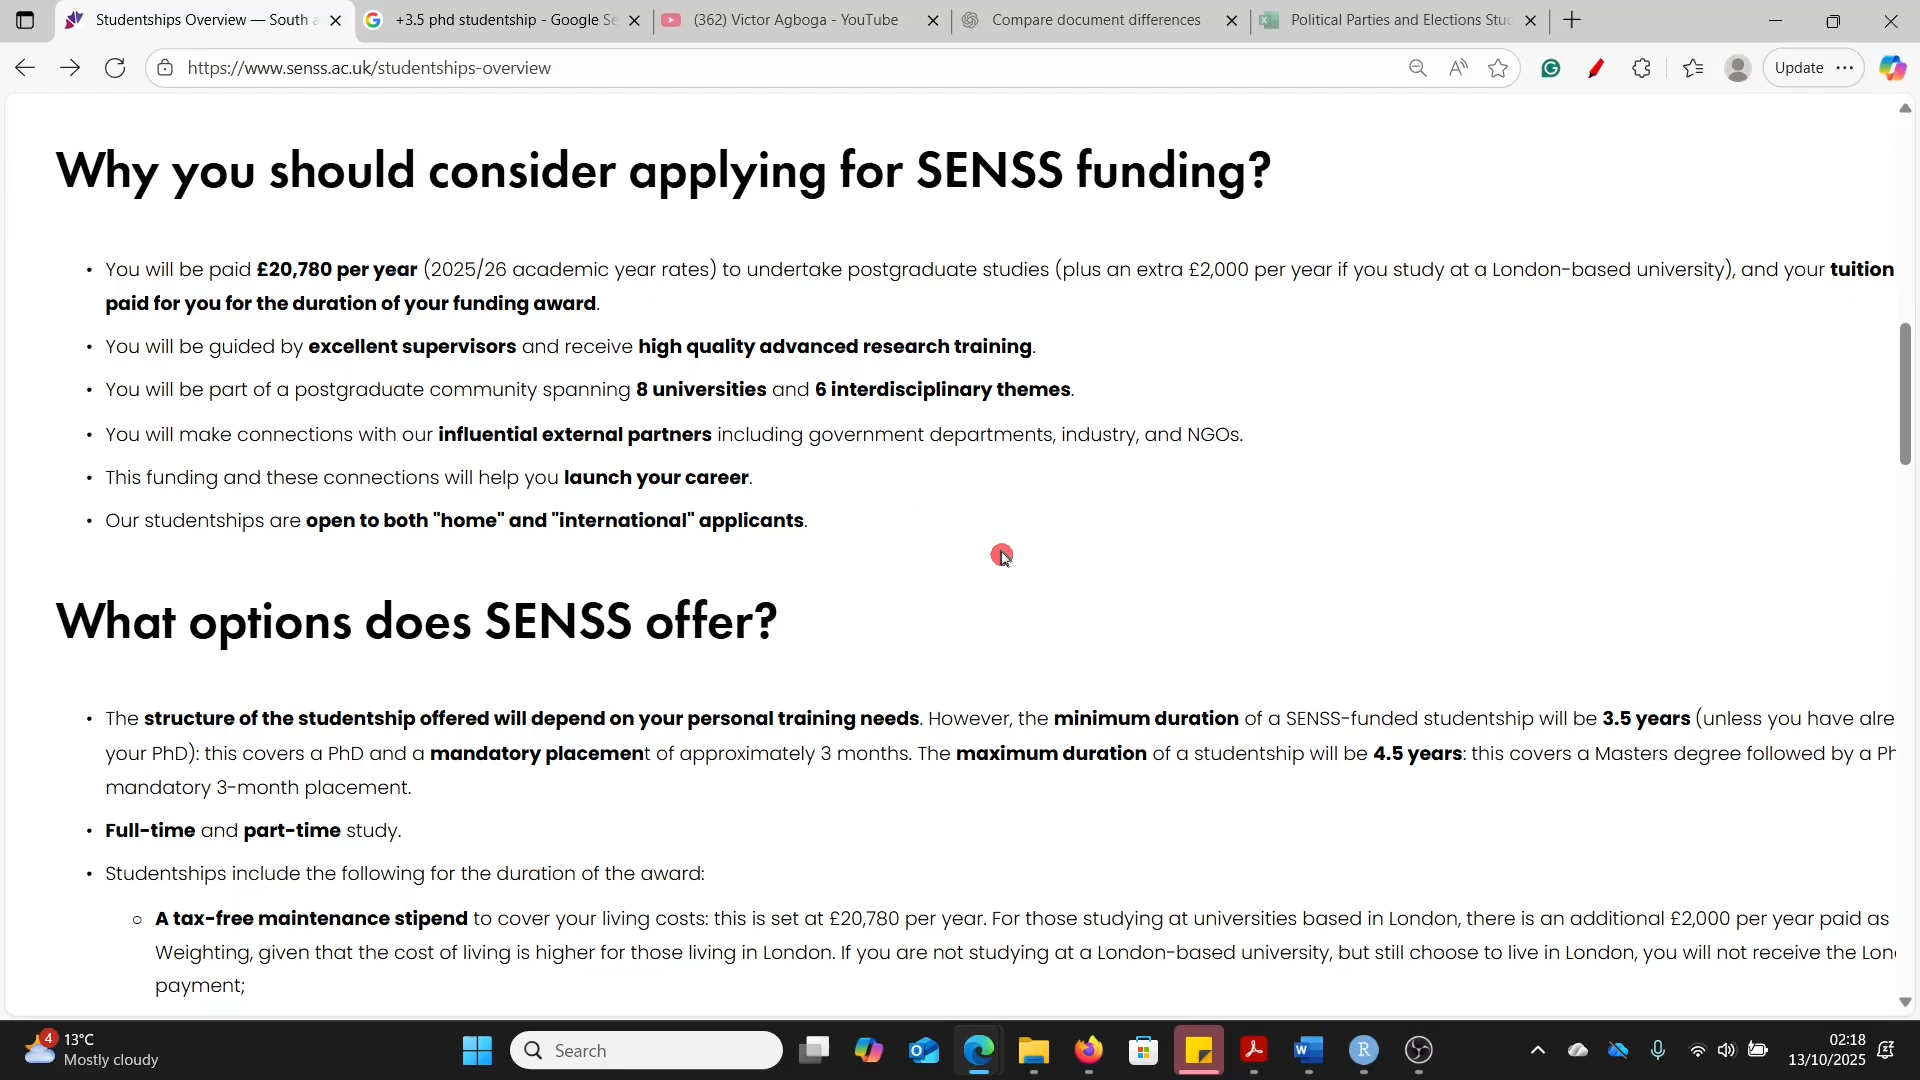 Studentships Overview — South a
+3.5 phd studentship - Google Se
(362) Victor Agboga - YouTube
Compare document differences
Political Parties and Elections Stud
https://www.senss.ac.uk/studentships-overview
Update
Why you should consider applying for SENSS funding?
• You will be paid £20,780 per year (2025/26 academic year rates) to undertake postgraduate studies (plus an extra £2,000 per year if you study at a London-based university), and your tuition
paid for you for the duration of your funding award.
• You will be guided by excellent supervisors and receive high quality advanced research training.
• You will be part of a postgraduate community spanning 8 universities and 6 interdisciplinary themes.
• You will make connections with our influential external partners including government departments, industry, and NGOs.
• This funding and these connections will help you launch your career.
• Our studentships are open to both "home" and "international" applicants.
What options does SENSS offer?
• The structure of the studentship offered will depend on your personal training needs. However, the minimum duration of a SENSS-funded studentship will be 3.5 years (unless you have alre
your PhD): this covers a PhD and a mandatory placement of approximately 3 months. The maximum duration of a studentship will be 4.5 years: this covers a Masters degree followed by a Ph
mandatory 3-month placement.
• Full-time and part-time study.
• Studentships include the following for the duration of the award:
○ A tax-free maintenance stipend to cover your living costs: this is set at £20,780 per year. For those studying at universities based in London, there is an additional £2,000 per year paid as
Weighting, given that the cost of living is higher for those living in London. If you are not studying at a London-based university, but still choose to live in London, you will not receive the Lon
payment;
4
13°C
Mostly cloudy
Search
02:18
13/10/2025